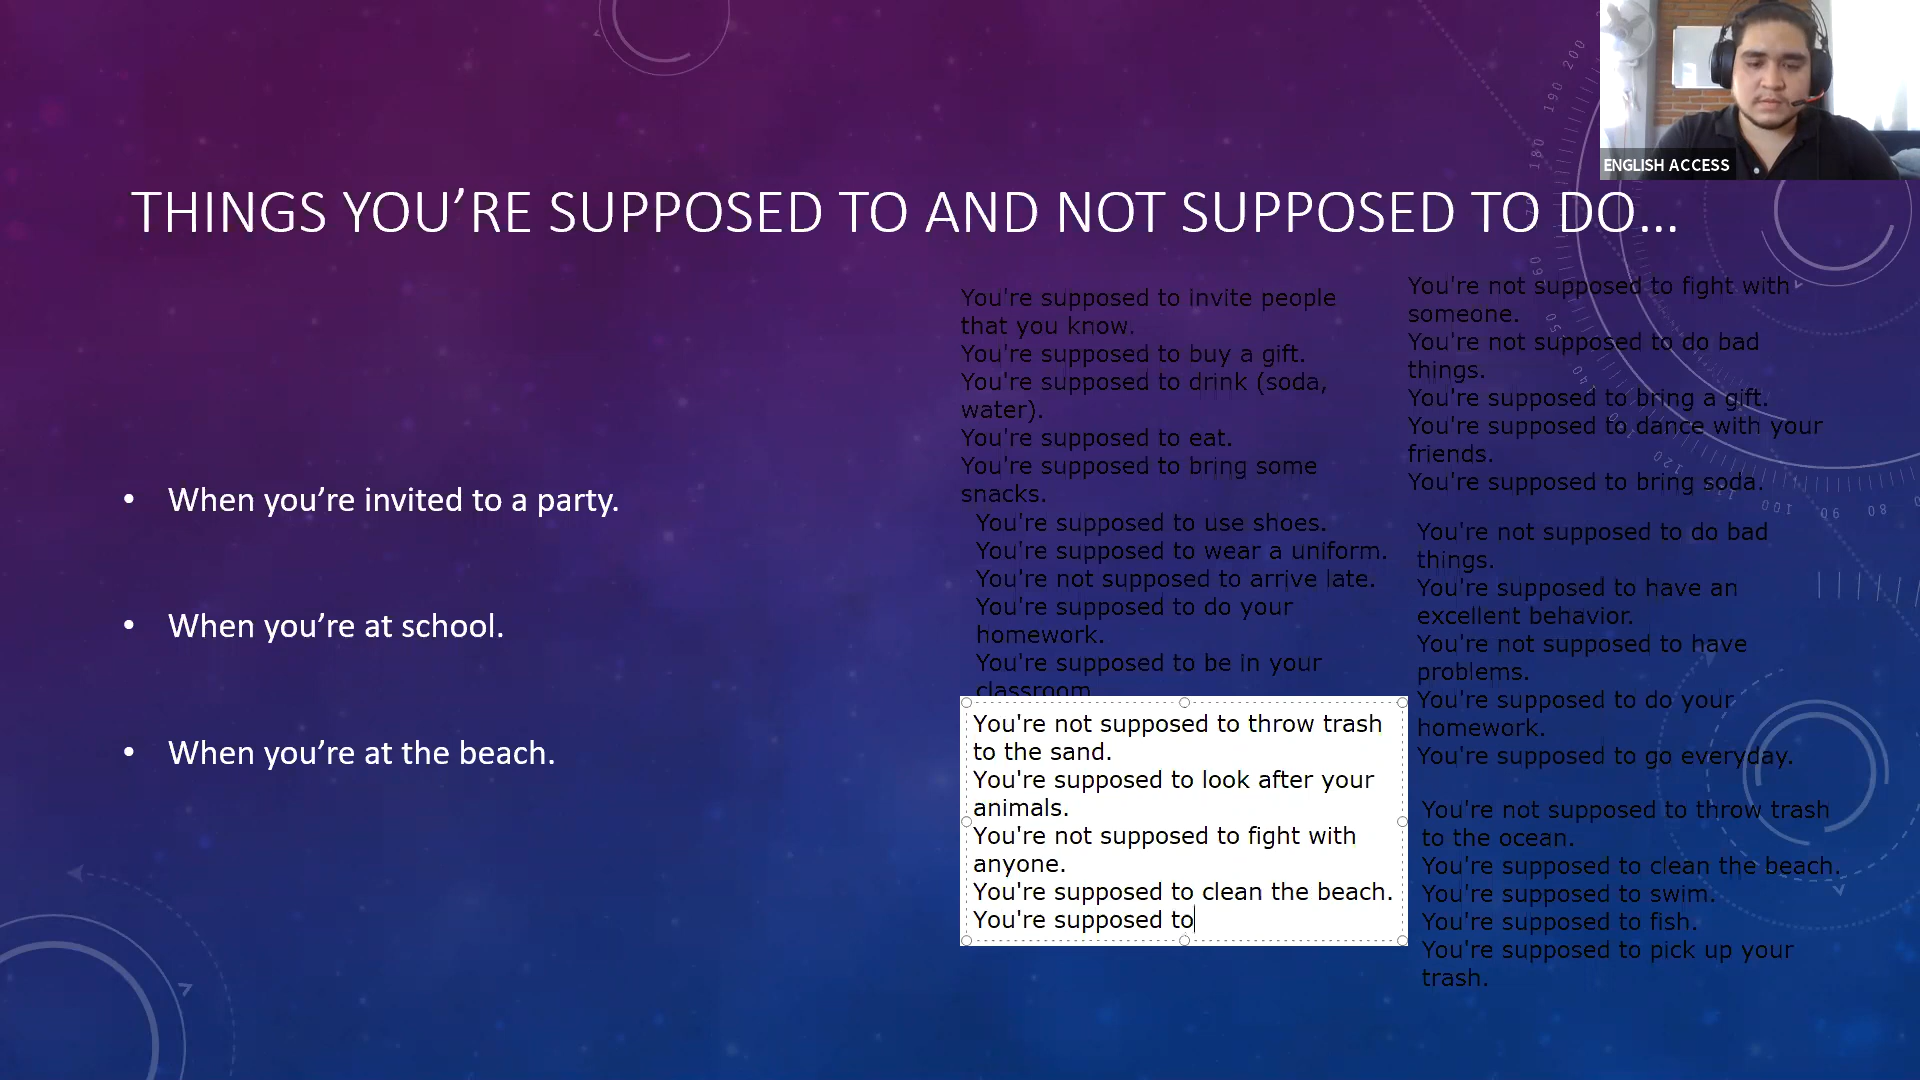 ENGLISH ACCESS
THINGS YOU’RE SUPPOSED TO AND NOT SUPPOSED TO DO…
• When you’re invited to a party.
• When you’re at school.
• When you’re at the beach.
You're supposed to invite people
that you know.
You're supposed to buy a gift.
You're supposed to drink (soda,
water).
You're supposed to eat.
You're supposed to bring some
snacks.
You're supposed to use shoes.
You're supposed to wear a uniform.
You're not supposed to arrive late.
You're supposed to do your
homework.
You're supposed to be in your
classroom
You're not supposed to throw trash
to the sand.
You're supposed to look after your
animals.
You're not supposed to fight with
anyone.
You're supposed to clean the beach.
You're supposed to
You're not supposed to fight with
someone.
You're not supposed to do bad
things.
You're supposed to bring a gift.
You're supposed to dance with your
friends.
You're supposed to bring soda.
You're not supposed to do bad
things.
You're supposed to have an
excellent behavior.
You're not supposed to have
problems.
You're supposed to do your
homework.
You're supposed to go everyday.
You're not supposed to throw trash
to the ocean.
You're supposed to clean the beach.
You're supposed to swim.
You're supposed to fish.
You're supposed to pick up your
trash.
200
190
180
160
150
140
120
100
90
80